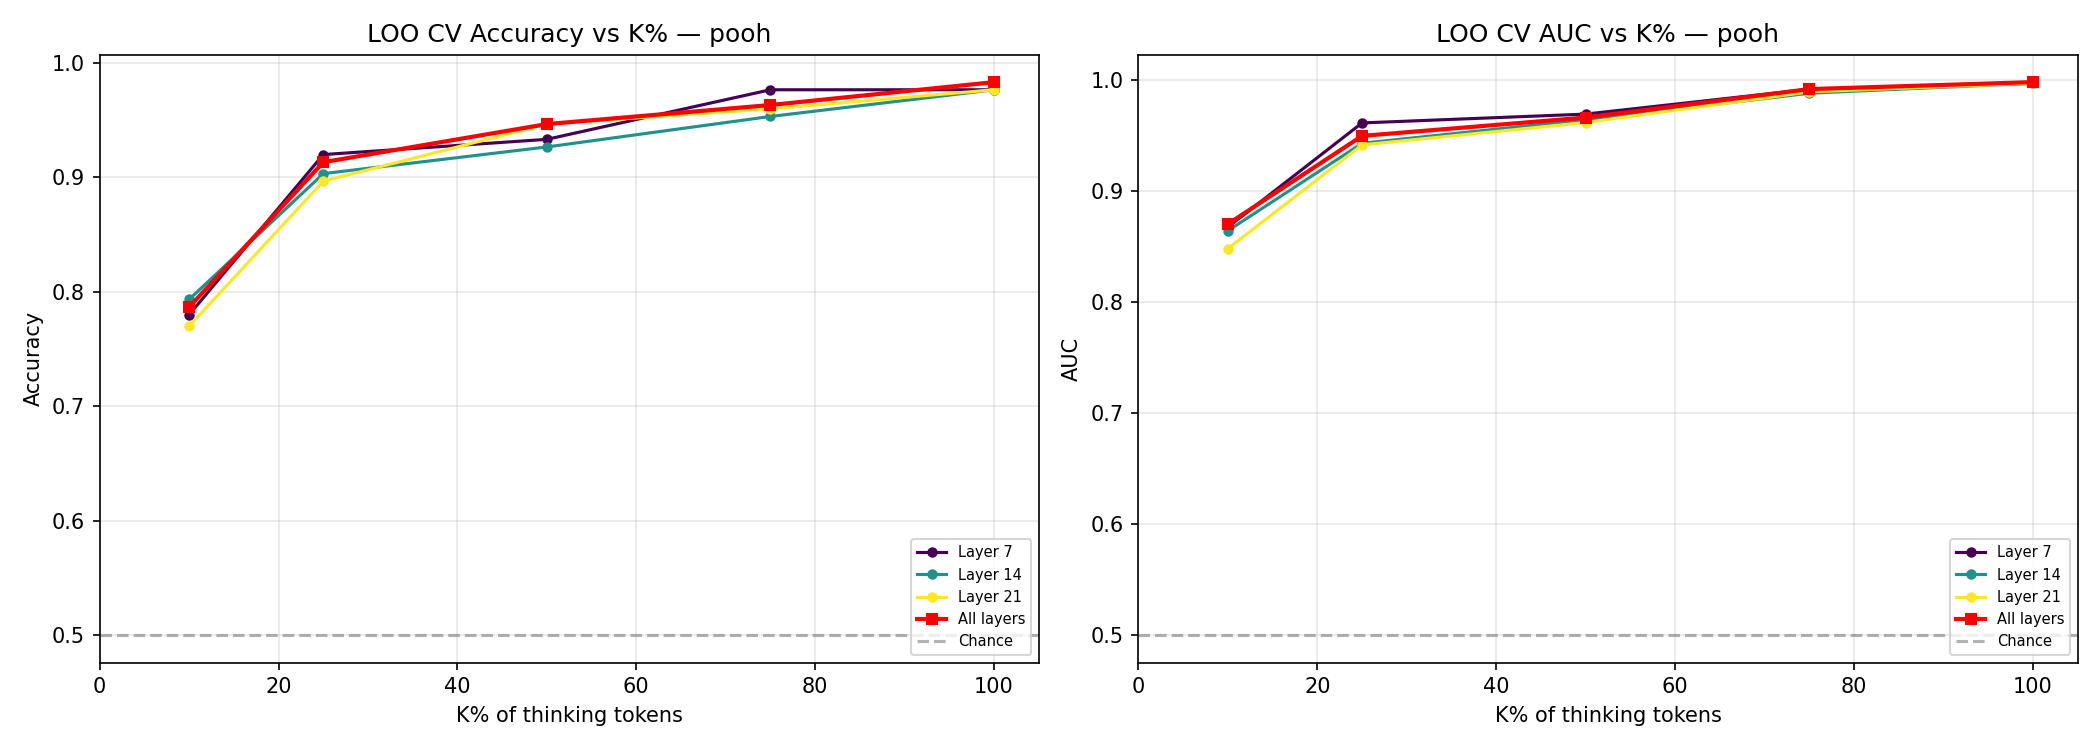 LOO CV Accuracy vs K% — pooh
1.0
0.9
0.8
0.7
0.6
0.5
Accuracy
0
20
40
60
80
100
K% of thinking tokens
Layer 7
Layer 14
Layer 21
All layers
Chance
LOO CV AUC vs K% — pooh
1.0
0.9
0.8
0.7
0.6
0.5
AUC
0
20
40
60
80
100
K% of thinking tokens
Layer 7
Layer 14
Layer 21
All layers
Chance